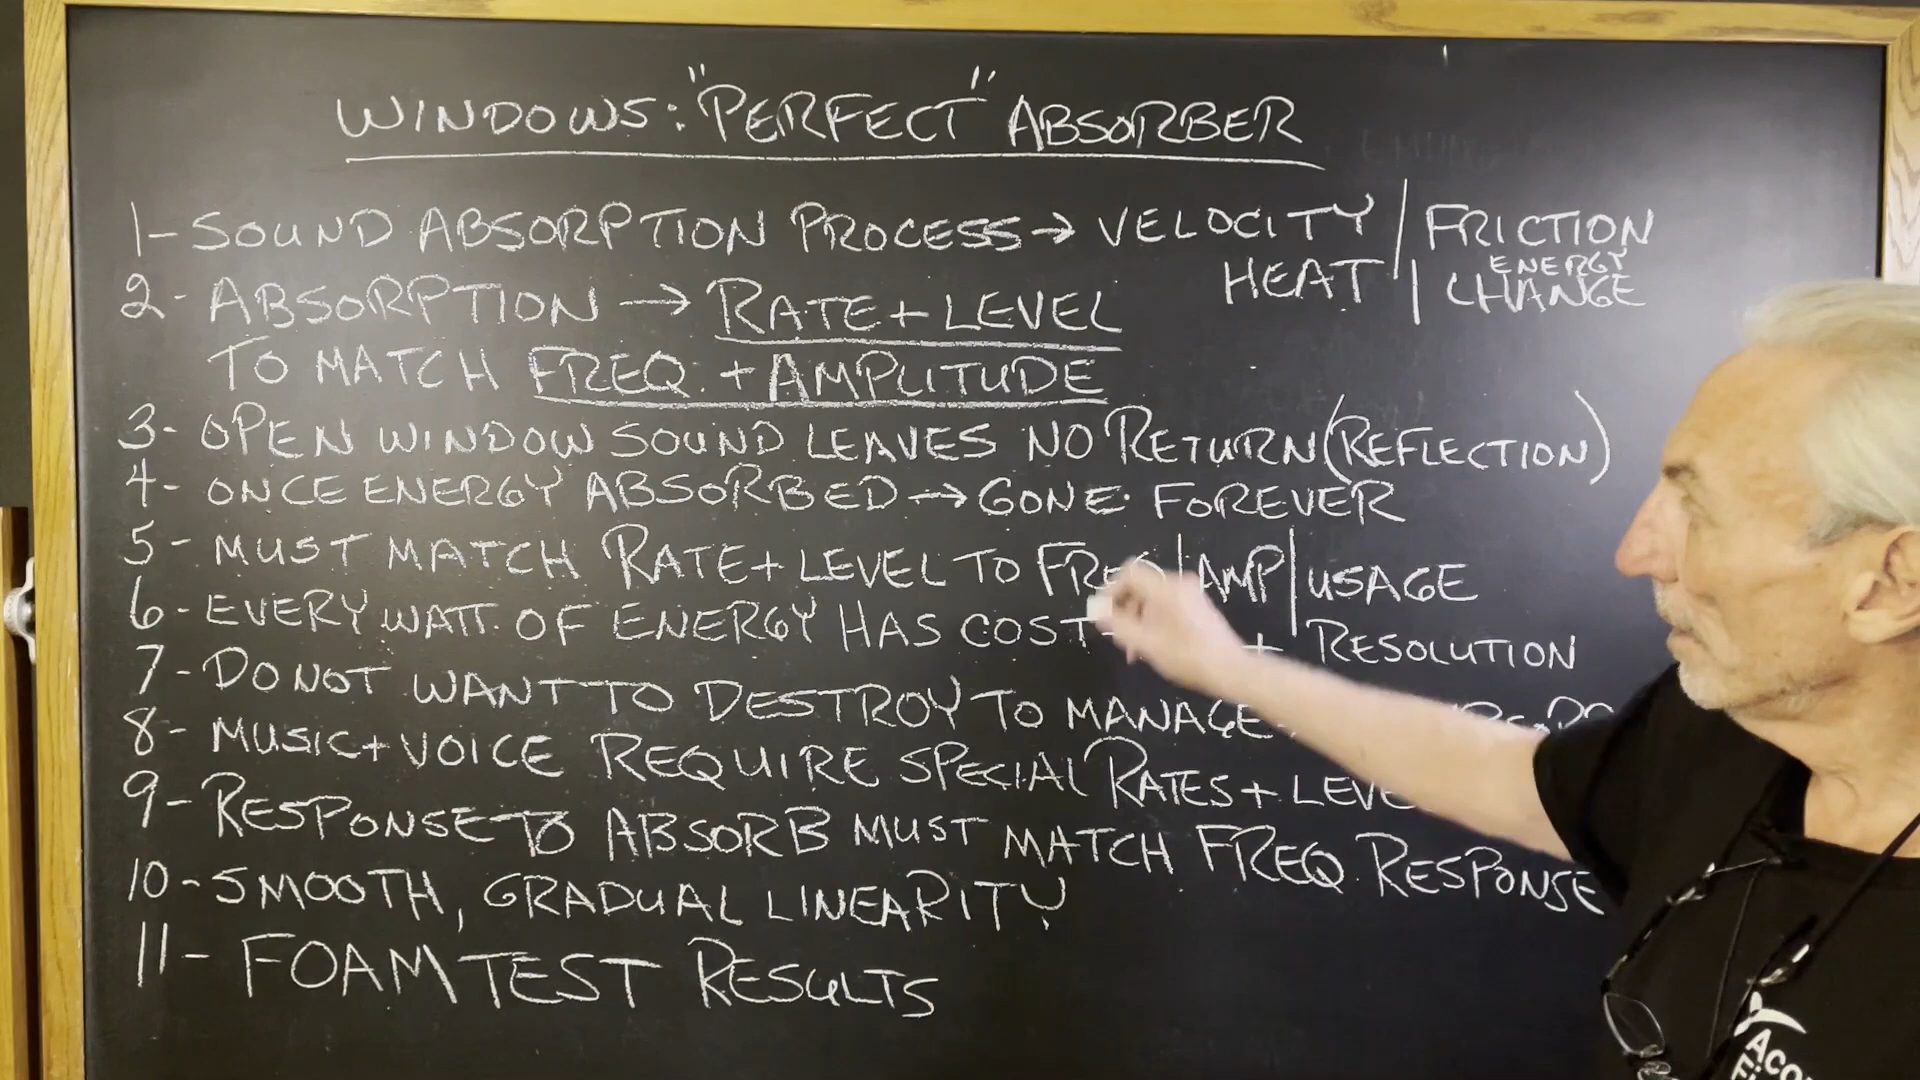 WINDOWS: "PERFECT" ABSORBER
1- SOUND ABSORPTION PROCESS → VELOCITY / FRICTION
HEAT | ENERGY CHANGE
2- ABSORPTION → RATE + LEVEL
TO MATCH FREQ. + AMPLITUDE
3- OPEN WINDOW SOUND LEAVES NO RETURN (REFLECTION)
4- ONCE ENERGY ABSORBED → GONE FOREVER
5- MUST MATCH RATE + LEVEL TO FREQ | AMP | USAGE
6- EVERY WATT OF ENERGY HAS COST + RESOLUTION
7- DO NOT WANT TO DESTROY TO MANAGE
8- MUSIC + VOICE REQUIRE SPECIAL RATES +
9- RESPONSE TO ABSORB MUST MATCH FREQ RESPONSE
10- SMOOTH, GRADUAL LINEARITY
11- FOAM TEST RESULTS